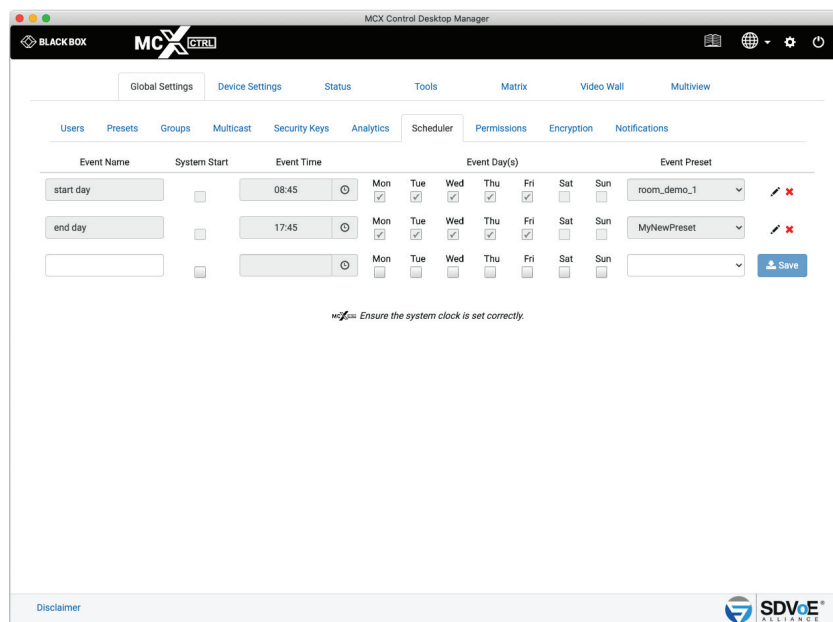 MCX Control Desktop Manager
BLACK BOX MCX CTRL
Global Settings Device Settings Status Tools Matrix Video Wall Multiview
Users Presets Groups Multicast Security Keys Analytics Scheduler Permissions Encryption Notifications
Event Name System Start Event Time Event Day(s) Event Preset
Mon Tue Wed Thu Fri Sat Sun
start day 08:45 room_demo_1
Mon Tue Wed Thu Fri Sat Sun
end day 17:45 MyNewPreset
Mon Tue Wed Thu Fri Sat Sun
Save
MCX CTRL Ensure the system clock is set correctly.
Disclaimer
SDVoE
ALLIANCE